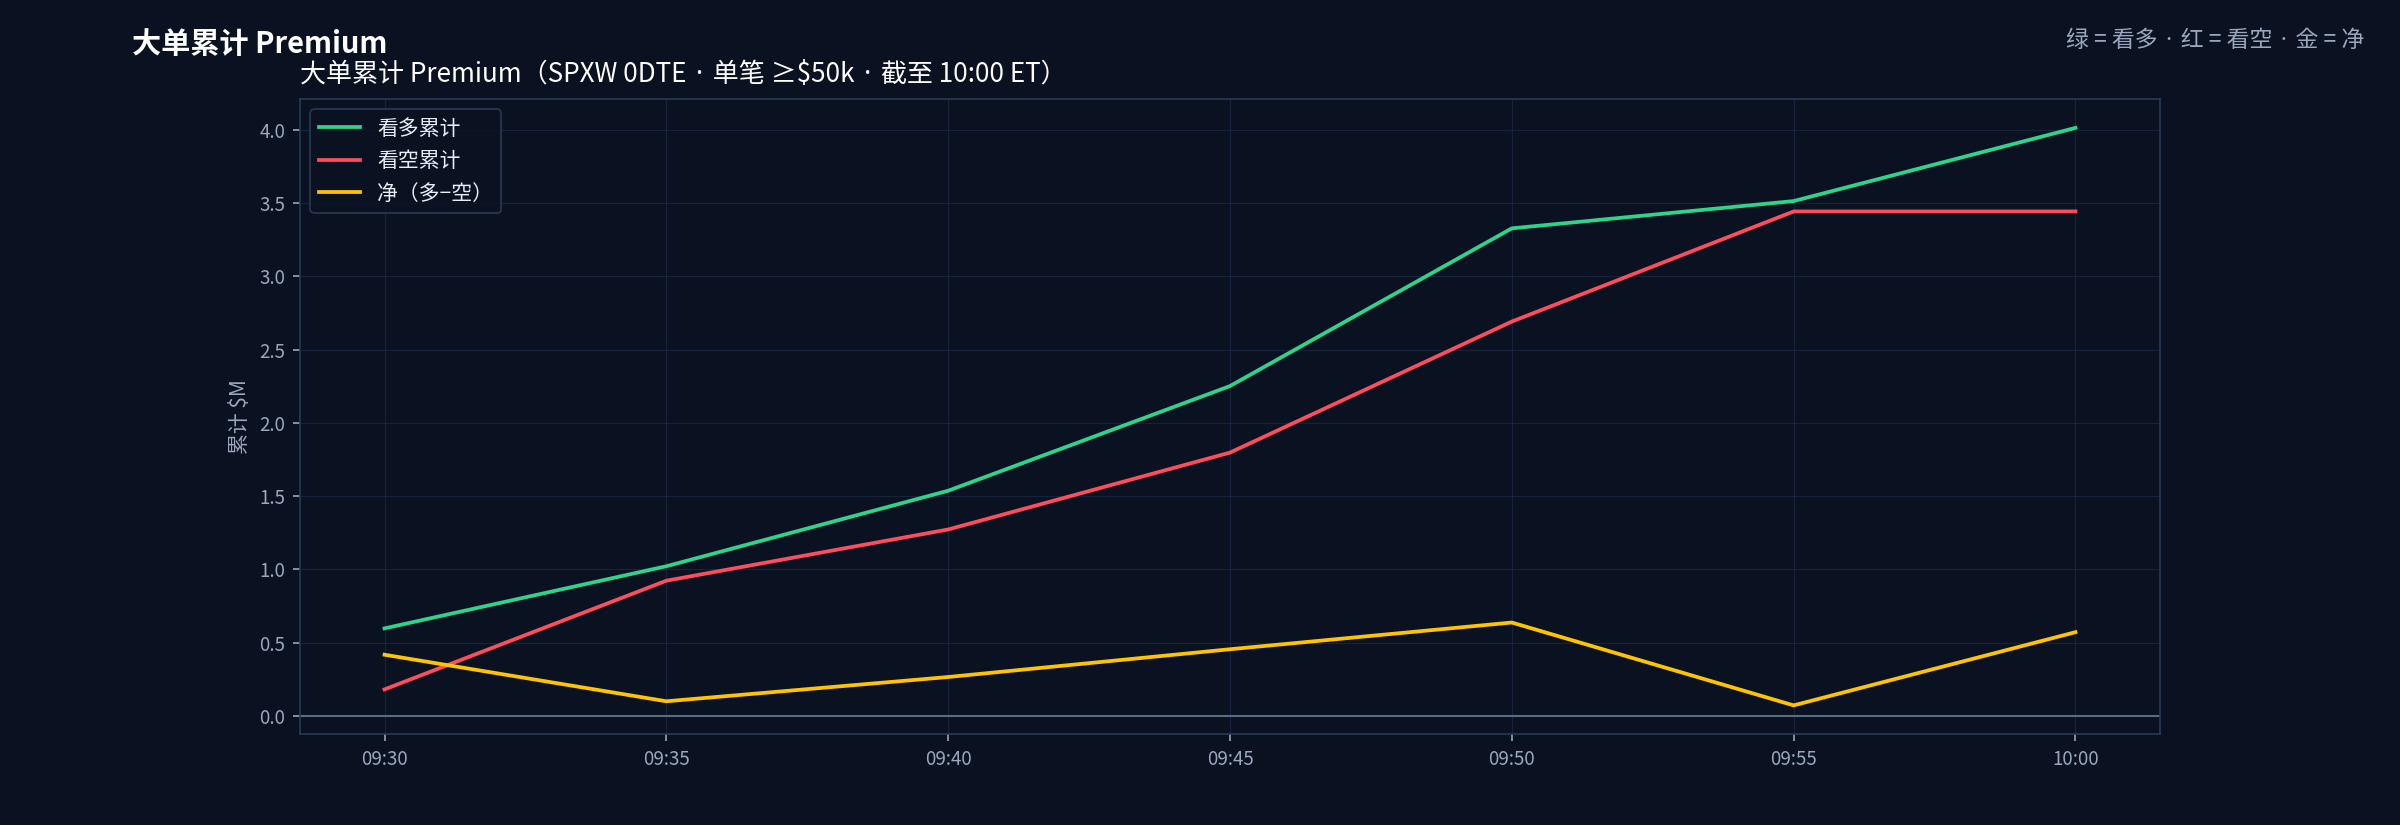 大单累计 Premium
绿 = 看多 · 红 = 看空 · 金 = 净
大单累计 Premium（SPXW 0DTE · 单笔 ≥$50k · 截至 10:00 ET）
看多累计
看空累计
净（多−空）
累计 $M
4.0
3.5
3.0
2.5
2.0
1.5
1.0
0.5
0.0
09:30 09:35 09:40 09:45 09:50 09:55 10:00